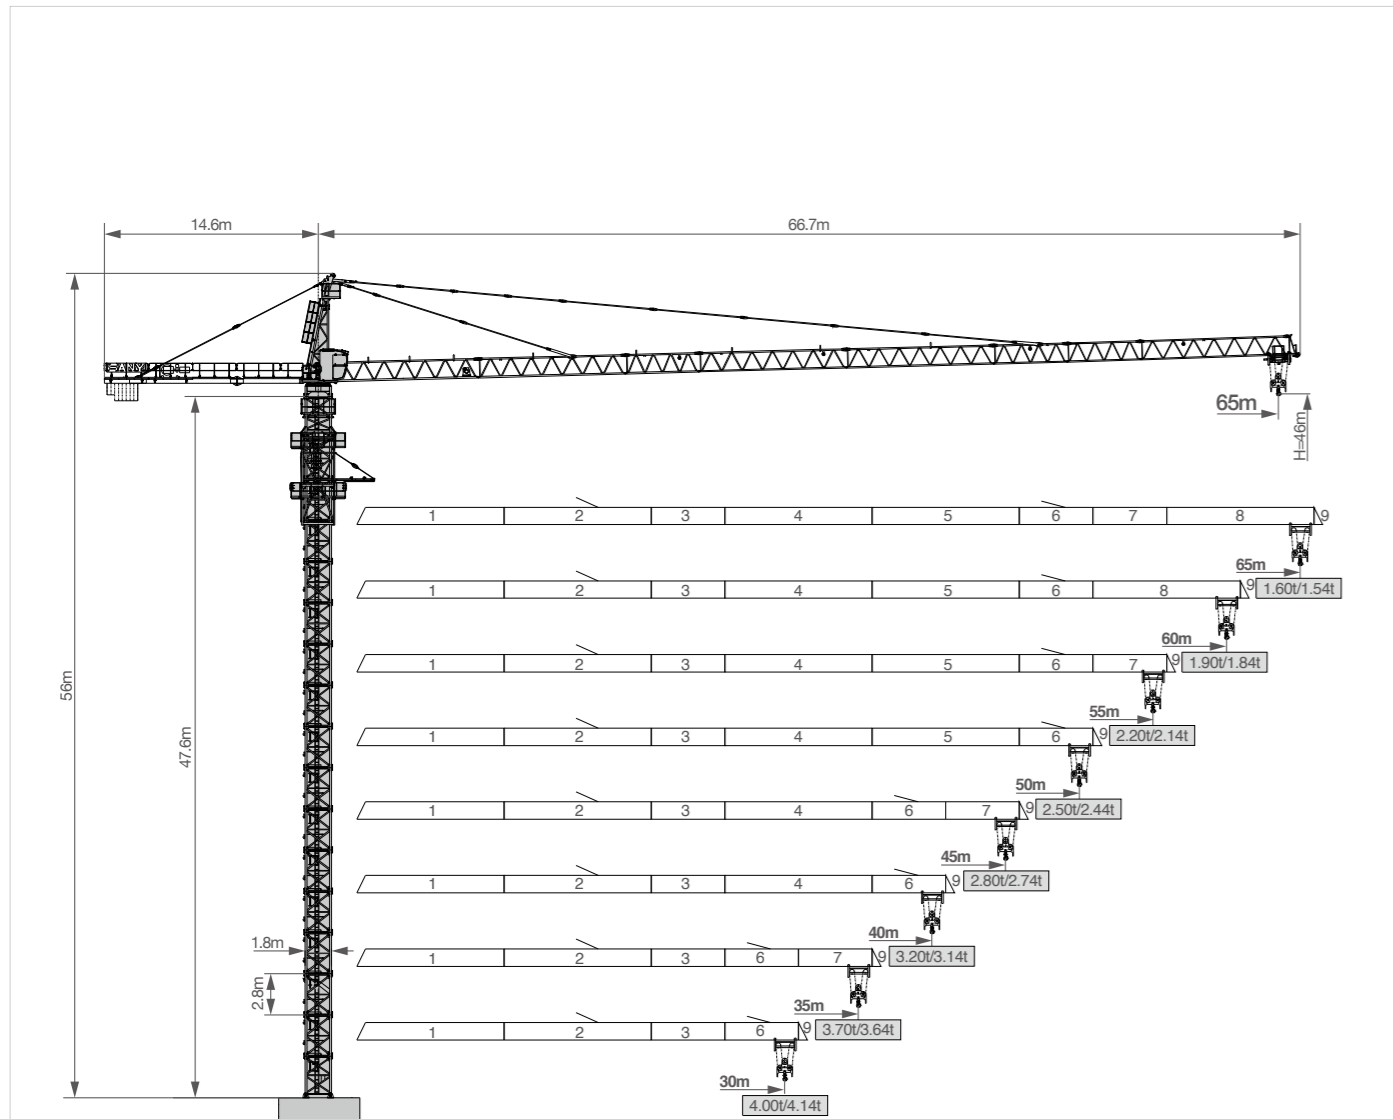 14.6m
66.7m
SANY
65m
H=46m
56m
47.6m
1.8m
2.8m
1 2 3 4 5 6 7 8 9
65m
1.60t/1.54t
1 2 3 4 5 6 8 9
60m
1.90t/1.84t
1 2 3 4 5 6 7 9
55m
2.20t/2.14t
1 2 3 4 5 6 9
50m
2.50t/2.44t
1 2 3 4 6 7 9
45m
2.80t/2.74t
1 2 3 4 6 9
40m
3.20t/3.14t
1 2 3 6 7 9
35m
3.70t/3.64t
1 2 3 6 9
30m
4.00t/4.14t